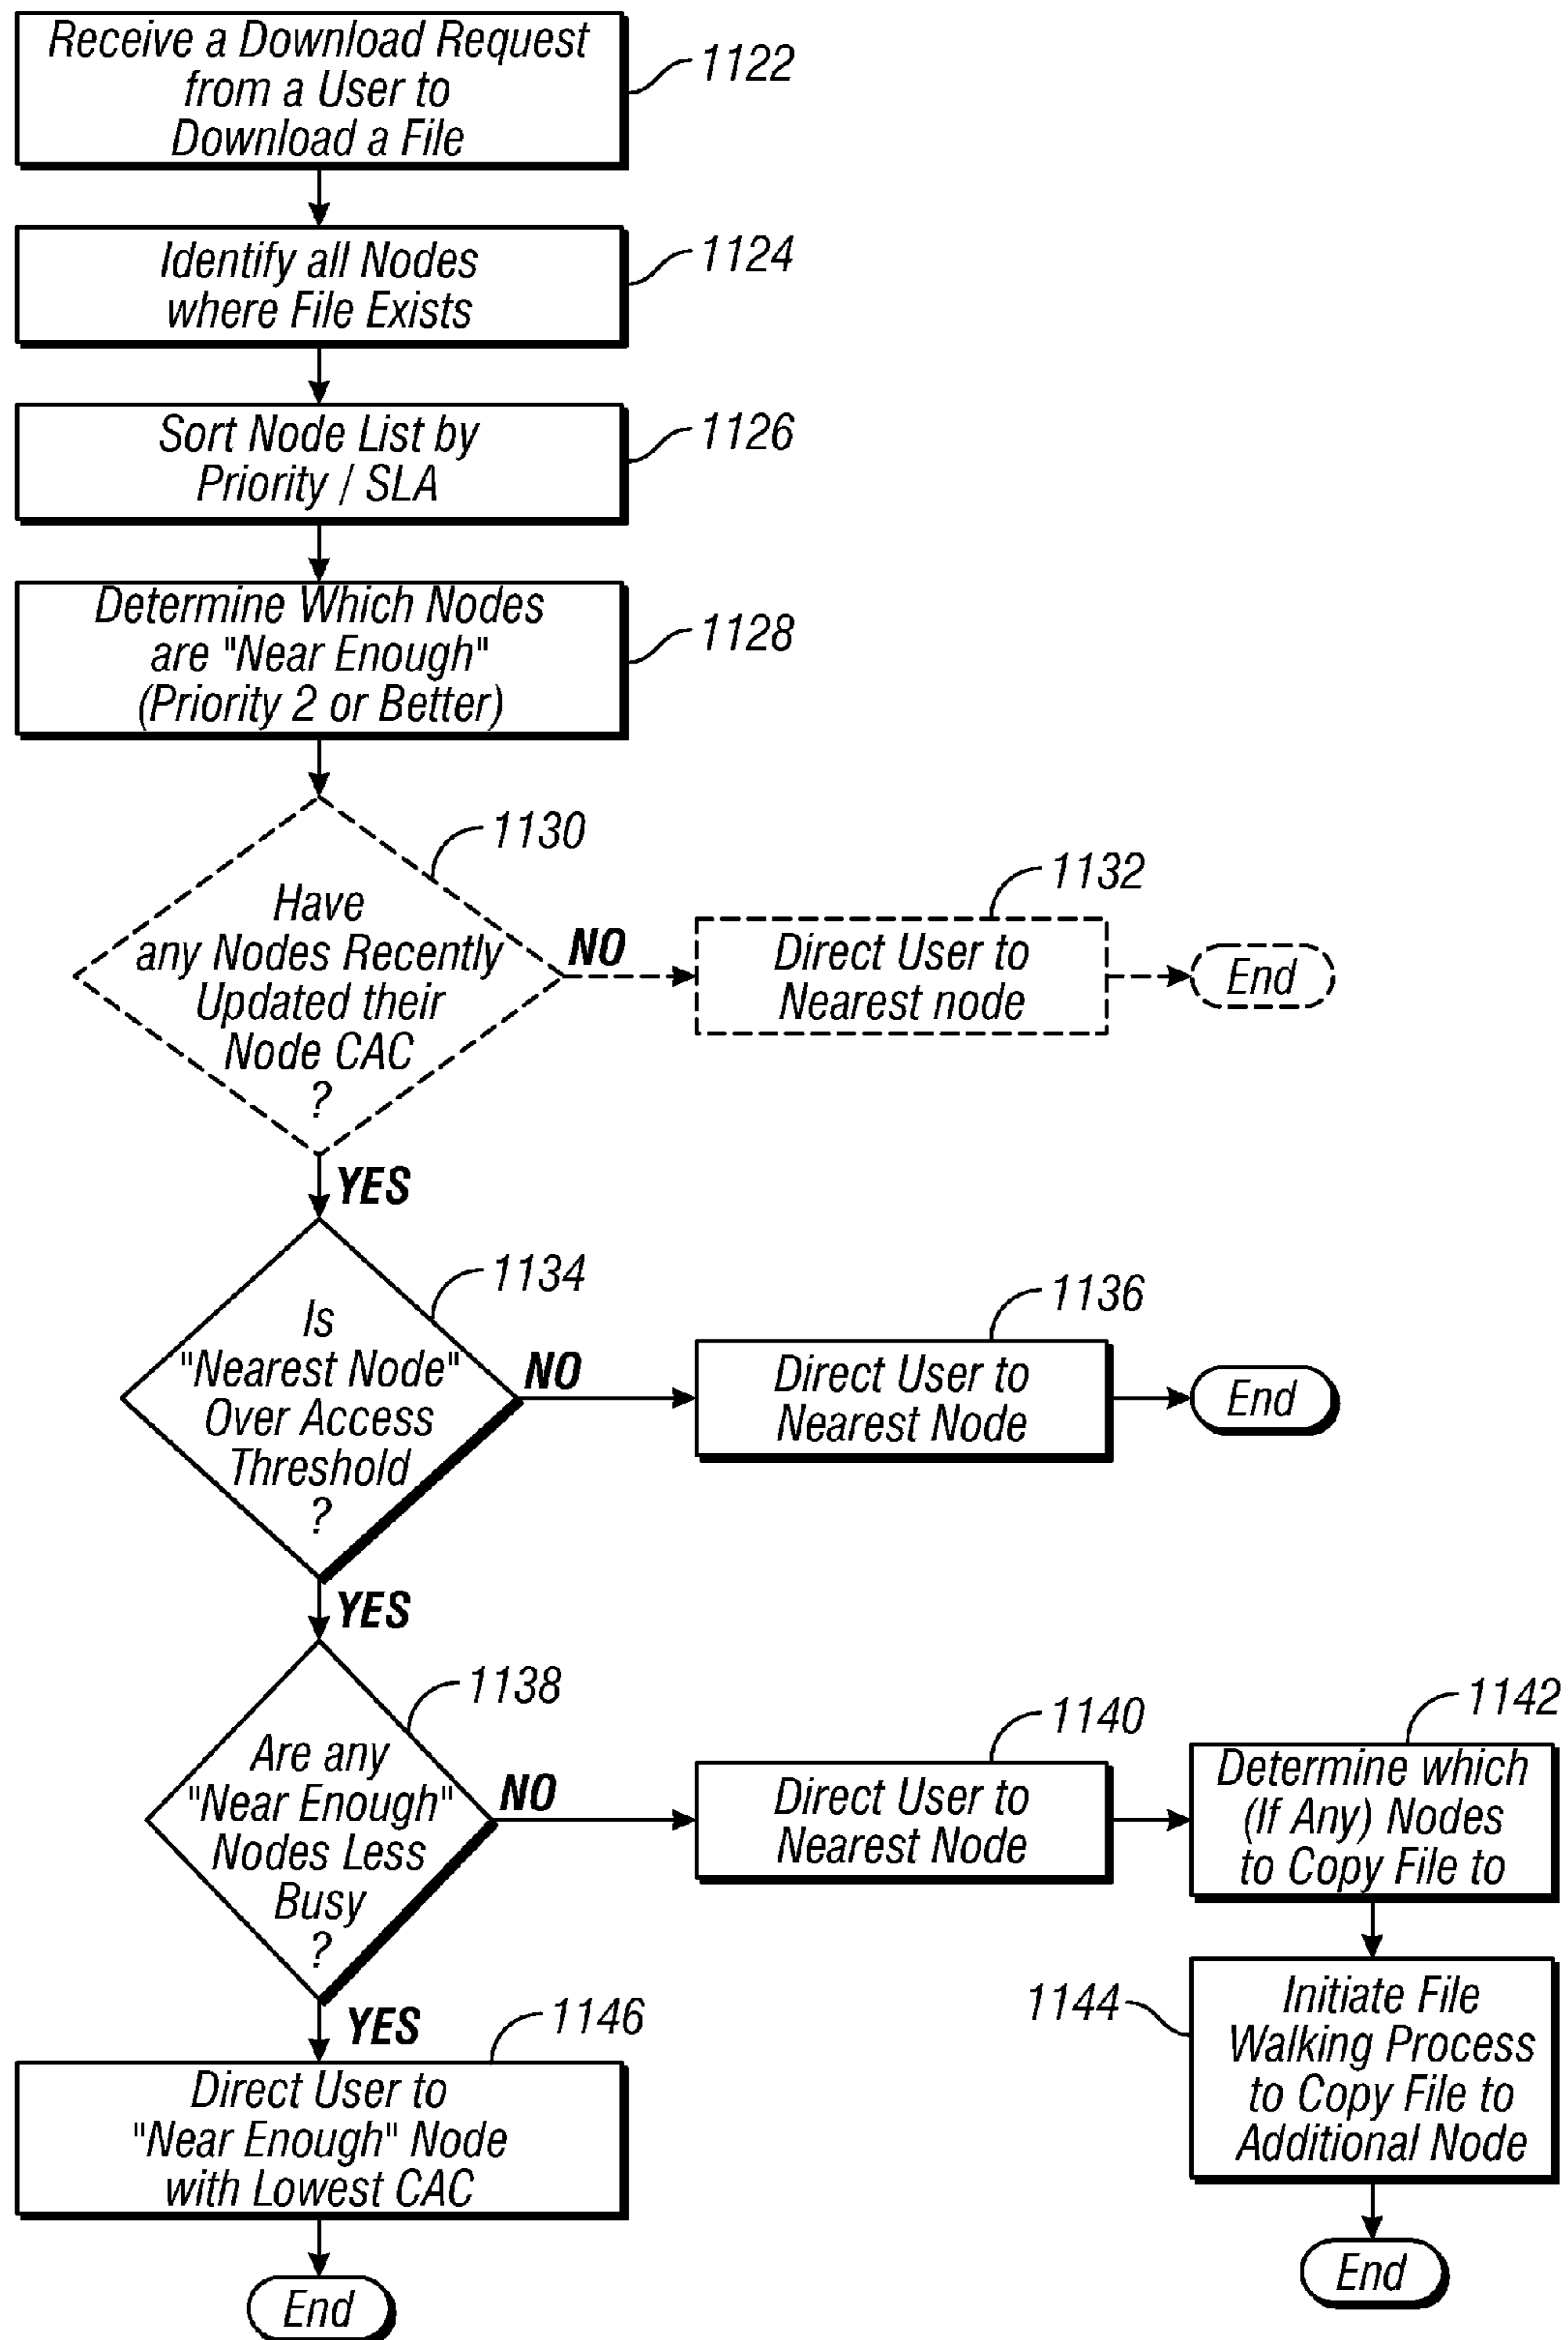 Receive a Download Request
from a User to
Download a File
1122
Identify all Nodes
where File Exists
1124
Sort Node List by
Priority / SLA
1126
Determine Which Nodes
are "Near Enough"
(Priority 2 or Better)
1128
1130
Have
any Nodes Recently
Updated their
Node CAC
?
NO
1132
Direct User to
Nearest node
End
YES
1134
Is
"Nearest Node"
Over Access
Threshold
?
NO
1136
Direct User to
Nearest Node
End
YES
1138
Are any
"Near Enough"
Nodes Less
Busy
?
NO
1140
Direct User to
Nearest Node
1142
Determine which
(If Any) Nodes
to Copy File to
1144
Initiate File
Walking Process
to Copy File to
Additional Node
End
YES
1146
Direct User to
"Near Enough" Node
with Lowest CAC
End